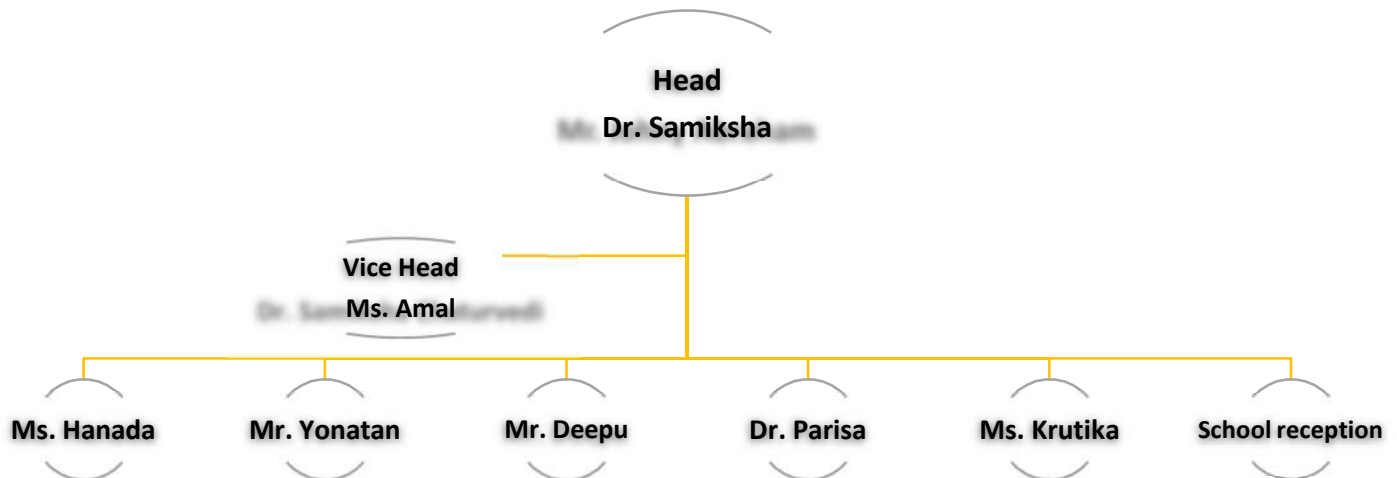 Head
Dr. Samiksha
Vice Head
Ms. Amal
Ms. Hanada
Mr. Yonatan
Mr. Deepu
Dr. Parisa
Ms. Krutika
School reception